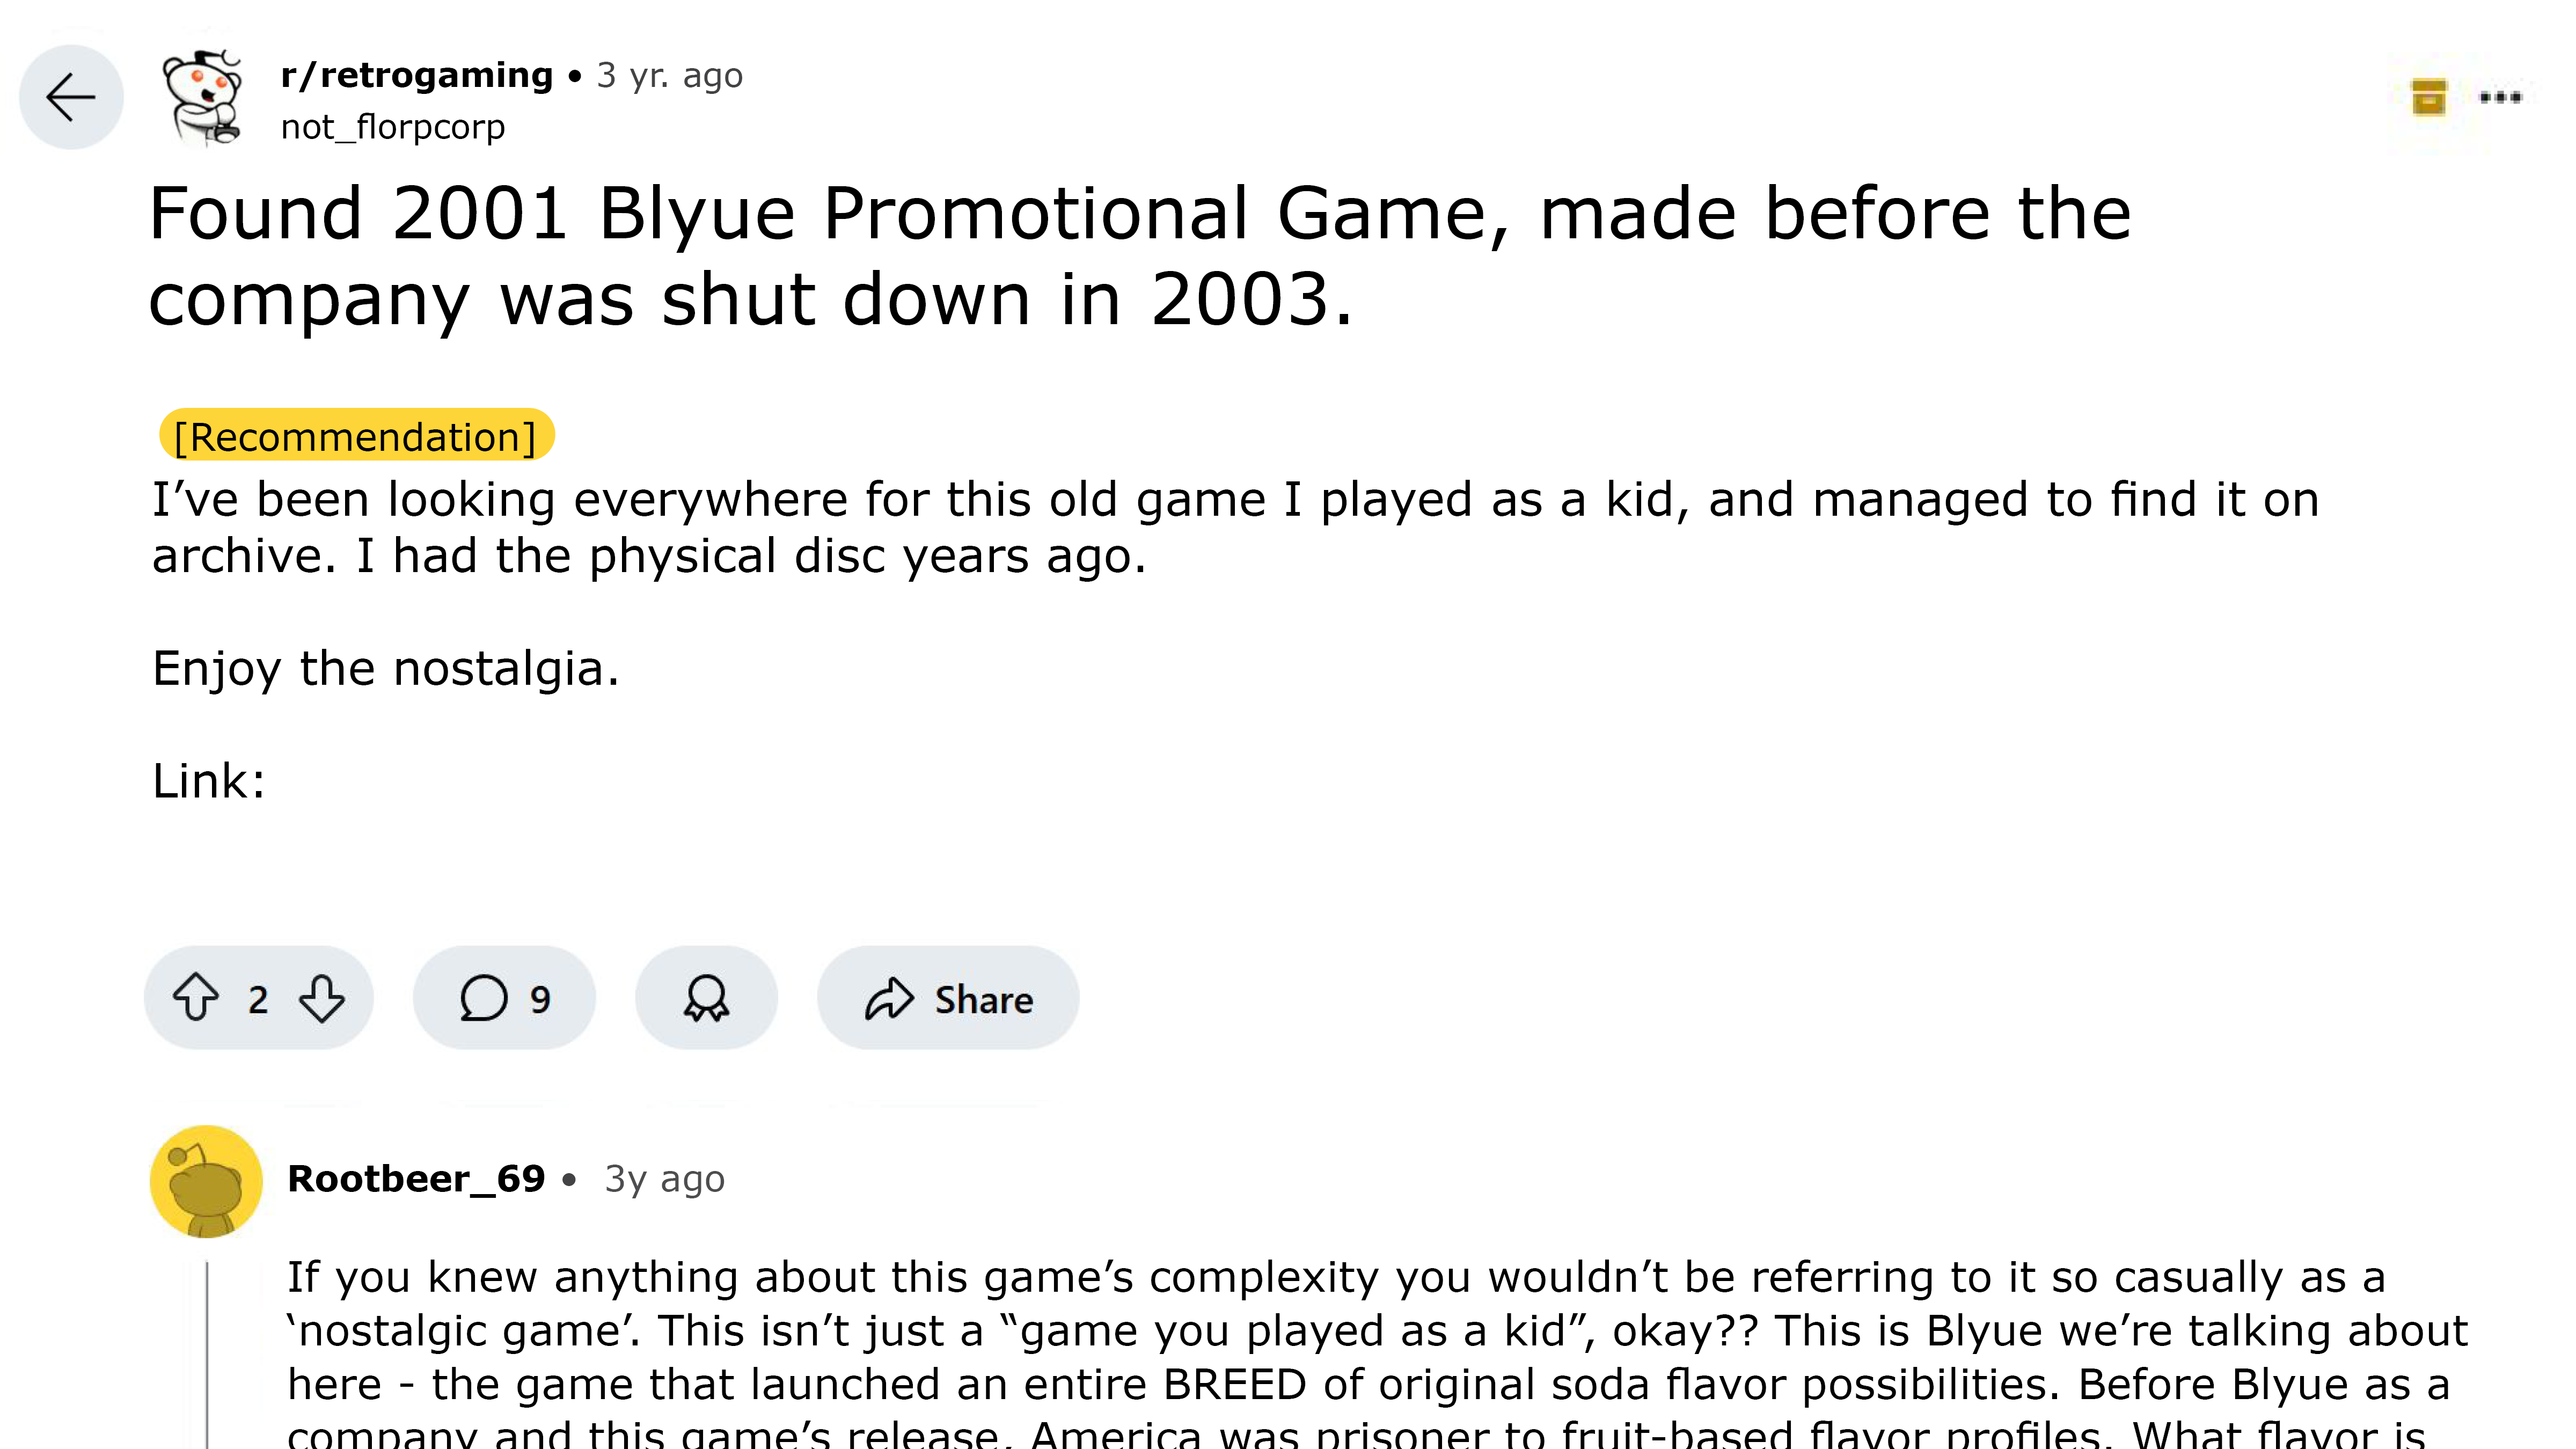 r/retrogaming • 3 yr. ago
not_florpcorp
Found 2001 Blyue Promotional Game, made before the
company was shut down in 2003.
[Recommendation]
I’ve been looking everywhere for this old game I played as a kid, and managed to find it on
archive. I had the physical disc years ago.
Enjoy the nostalgia.
Link:
2 9 Share
Rootbeer_69 • 3y ago
If you knew anything about this game’s complexity you wouldn’t be referring to it so casually as a
‘nostalgic game’. This isn’t just a “game you played as a kid”, okay?? This is Blyue we’re talking about
here - the game that launched an entire BREED of original soda flavor possibilities. Before Blyue as a
company and this game’s release, America was prisoner to fruit-based flavor profiles. What flavor is